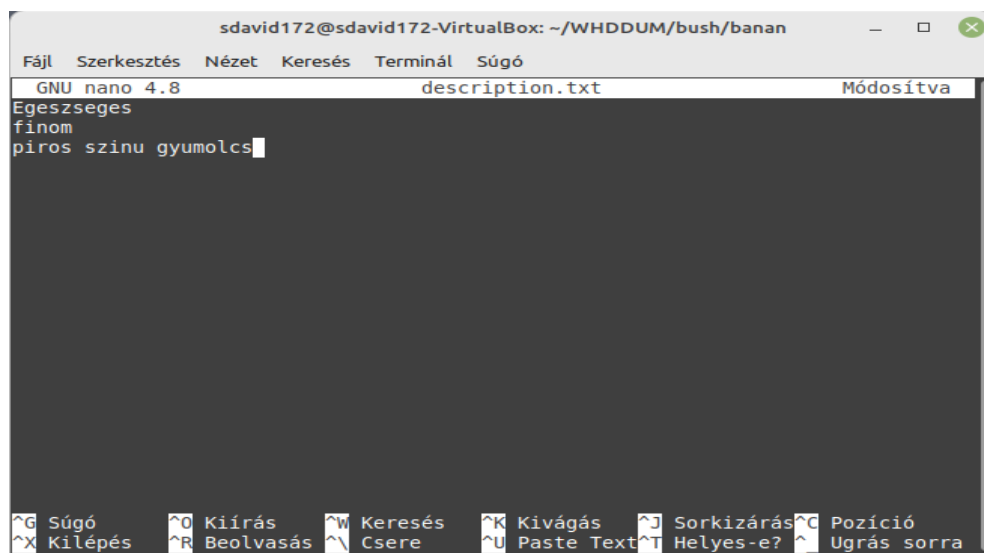 sdavid172@sdavid172-VirtualBox: ~/WHDDUM/bush/banan
Fájl Szerkesztés Nézet Keresés Terminál Súgó
GNU nano 4.8 description.txt Módosítva
Egeszseges
finom
piros szinu gyumolcs
^G Súgó ^O Kiírás ^W Keresés ^K Kivágás ^J Sorkizárás ^C Pozíció
^X Kilépés ^R Beolvasás ^\ Csere ^U Paste Text ^T Helyes-e? ^_ Ugrás sorra